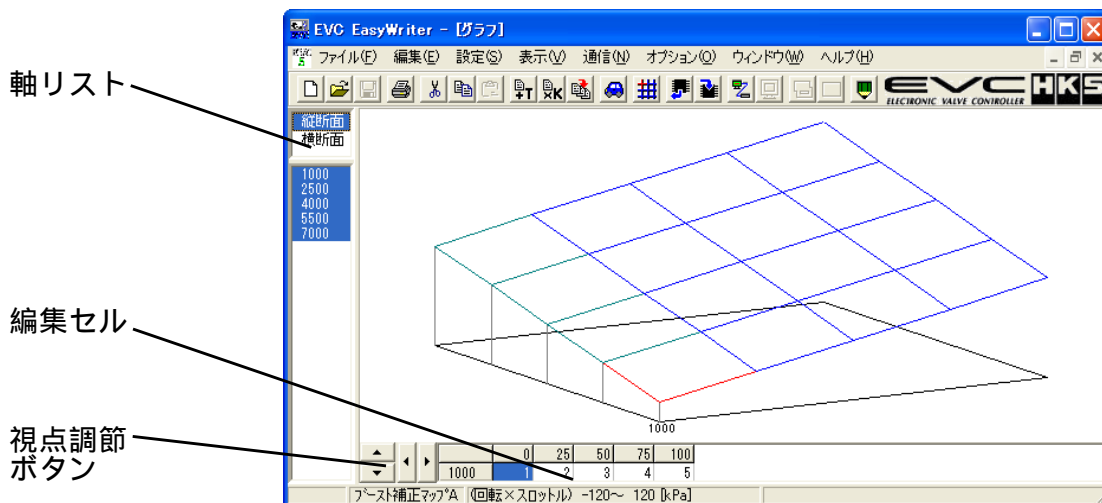 EVC EasyWriter - [グラフ]
ファイル(F) 編集(E) 設定(S) 表示(V) 通信(N) オプション(O) ウィンドウ(W) ヘルプ(H)
EVC HKS
ELECTRONIC VALVE CONTROLLER
軸リスト
縦断面
横断面
1000
2500
4000
5500
7000
編集セル
視点調節
ボタン
1000
0 25 50 75 100
1000 1 2 3 4 5
ブースト補正マップA (回転×スロットル) -120～ 120 [kPa]